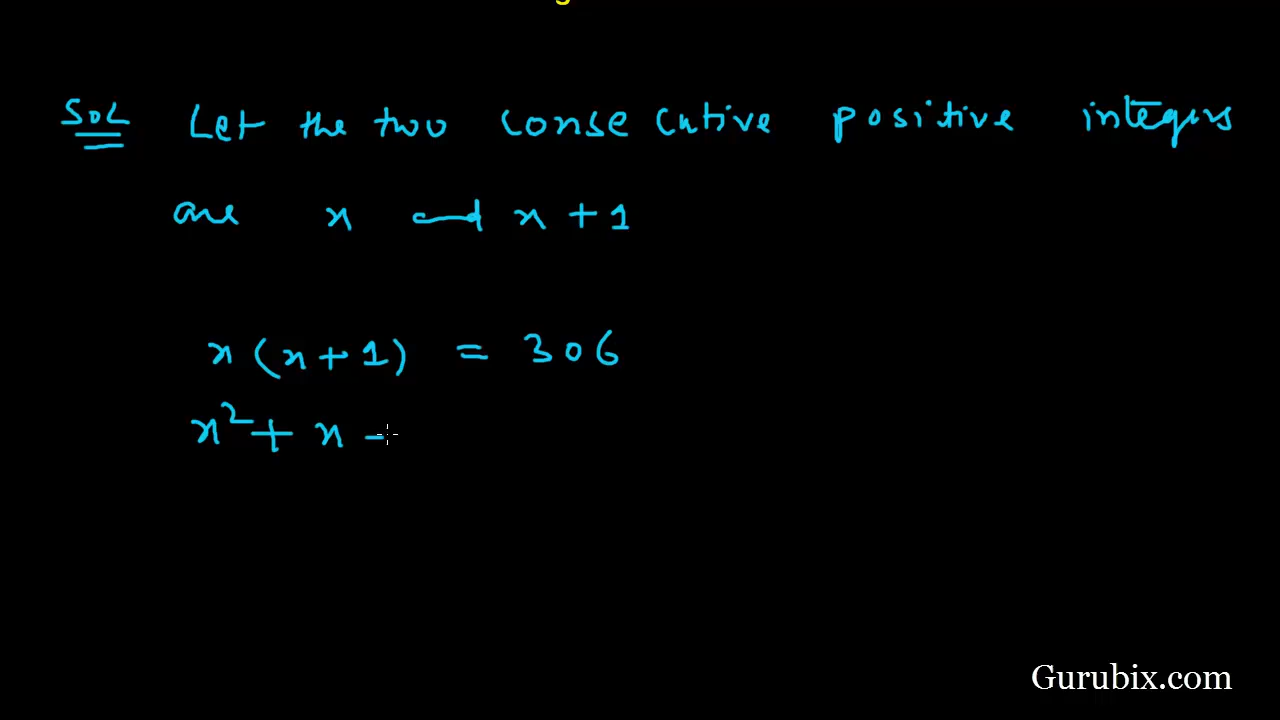 SOL Let the two consecutive positive integers
are x and x + 1
x (x + 1) = 306
x² + x -
Gurubix.com